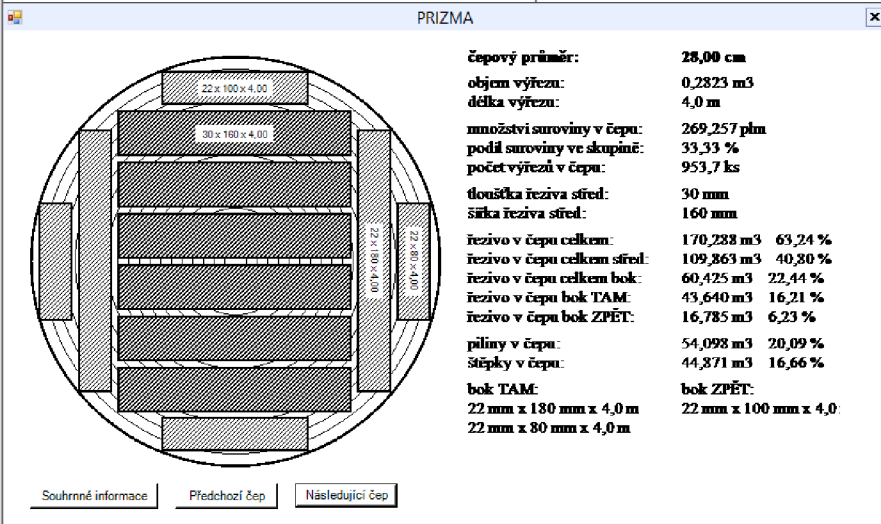 PRIZMA
22 x 100 x 4,00
30 x 160 x 4,00
22 x 180 x 4,00
22 x 80 x 4,00
čepový průměr: 28,00 cm
objem výřezu: 0,2823 m3
délka výřezu: 4,0 m
množství suroviny v čepu: 269,257 plm
podíl suroviny ve skupině: 33,33 %
počet výřezů v čepu: 953,7 ks
tloušťka řeziva střed: 30 mm
šířka řeziva střed: 160 mm
řezivo v čepu celkem: 170,288 m3 63,24 %
řezivo v čepu celkem střed: 109,863 m3 40,80 %
řezivo v čepu celkem bok: 60,425 m3 22,44 %
řezivo v čepu bok TAM: 43,640 m3 16,21 %
řezivo v čepu bok ZPĚT: 16,785 m3 6,23 %
piliny v čepu: 54,098 m3 20,09 %
štěpky v čepu: 44,871 m3 16,66 %
bok TAM: bok ZPĚT:
22 mm x 180 mm x 4,0 m 22 mm x 100 mm x 4,0
22 mm x 80 mm x 4,0 m
Souhrnné informace Předchozí čep Následující čep